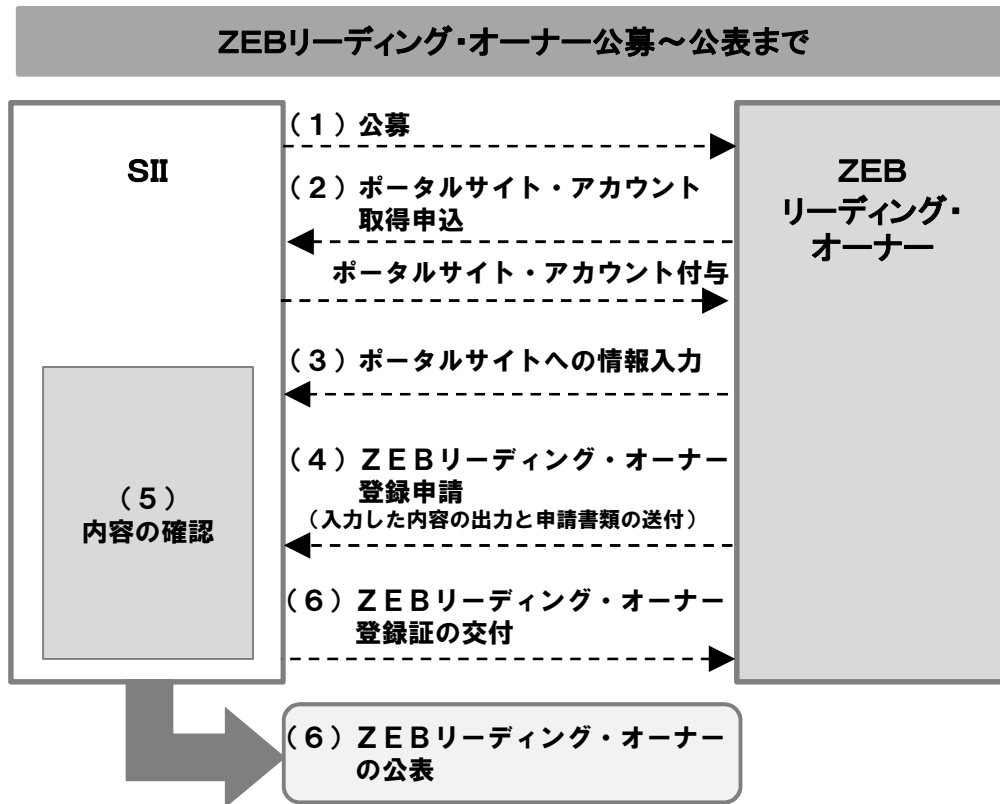 ZEBリーディング・オーナー公募～公表まで
SII
ZEB
リーディング・
オーナー
（１）公募
（２）ポータルサイト・アカウント
取得申込
ポータルサイト・アカウント付与
（３）ポータルサイトへの情報入力
（４）ＺＥＢリーディング・オーナー
登録申請
（入力した内容の出力と申請書類の送付）
（５）
内容の確認
（６）ＺＥＢリーディング・オーナー
登録証の交付
（６）ＺＥＢリーディング・オーナー
の公表